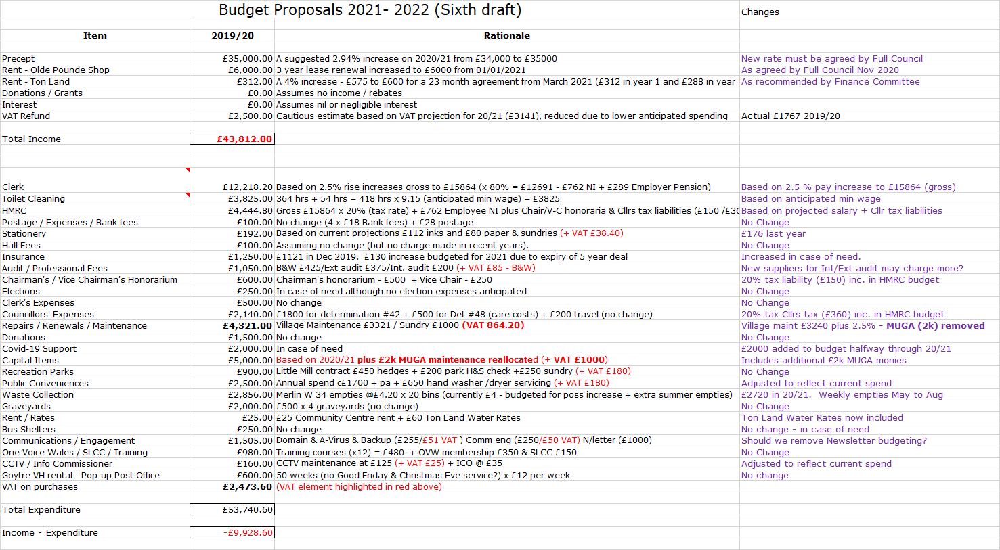 Budget Proposals 2021- 2022 (Sixth draft) Changes
Item 2019/20 Rationale
Precept £35,000.00 A suggested 2.94% increase on 2020/21 from £34,000 to £35000 New rate must be agreed by Full Council
Rent - Olde Pounde Shop £6,000.00 3 year lease renewal increased to £6000 from 01/01/2021 As agreed by Full Council Nov 2020
Rent - Ton Land £312.00 A 4% increase - £575 to £600 for a 23 month agreement from March 2021 (£312 in year 1 and £288 in year As recommended by Finance Committee
Donations / Grants £0.00 Assumes no income / rebates
Interest £0.00 Assumes nil or negligible interest
VAT Refund £2,500.00 Cautious estimate based on VAT projection for 20/21 (£3141), reduced due to lower anticipated spending Actual £1767 2019/20
Total Income £43,812.00
Clerk £12,218.20 Based on 2.5% rise increases gross to £15864 (x 80% = £12691 - £762 NI + £289 Employer Pension) Based on 2.5 % pay increase to £15864 (gross)
Toilet Cleaning £3,825.00 364 hrs + 54 hrs = 418 hrs x 9.15 (anticipated min wage) = £3825 Based on anticipated min wage
HMRC £4,444.80 Gross £15864 x 20% (tax rate) + £762 Employee NI plus Chair/V-C honoraria & Cllrs tax liabilities (£150 /£36 Based on projected salary + Cllr tax liabilities
Postage / Expenses / Bank fees £100.00 No change (4 x £18 Bank fees) + £28 postage No Change
Stationery £192.00 Based on current projections £112 inks and £80 paper & sundries (+ VAT £38.40) £176 last year
Hall Fees £100.00 Assuming no change (but no charge made in recent years). No Change
Insurance £1,250.00 £1121 in Dec 2019.  £130 increase budgeted for 2021 due to expiry of 5 year deal Increased in case of need.
Audit / Professional Fees £1,050.00 B&W £425/Ext audit £375/Int. audit £200 (+ VAT £85 - B&W) New suppliers for Int/Ext audit may charge more?
Chairman's / Vice Chairman's Honorarium £600.00 Chairman's honorarium - £500  + Vice Chair - £250 20% tax liability (£150) inc. in HMRC budget
Elections £250.00 In case of need although no election expenses anticipated No Change
Clerk's Expenses £500.00 No change No Change
Councillors' Expenses £2,140.00 £1800 for determination #42 + £500 for Det #48 (care costs) + £200 travel (no change) 20% tax Cllrs tax (£360) inc. in HMRC budget
Repairs / Renewals / Maintenance £4,321.00 Village Maintenance £3321 / Sundry £1000 (VAT 864.20) Village maint £3240 plus 2.5% - MUGA (2k) removed
Donations £1,500.00 No change No Change
Covid-19 Support £2,000.00 In case of need £2000 added to budget halfway through 20/21
Capital Items £5,000.00 Based on 2020/21 plus £2k MUGA maintenance reallocated (+ VAT £1000) Includes additional £2k MUGA monies
Recreation Parks £900.00 Little Mill contract £450 hedges + £200 park H&S check +£250 sundry (+ VAT £180) No Change
Public Conveniences £2,500.00 Annual spend c£1700 + pa + £650 hand washer /dryer servicing (+ VAT £180) Adjusted to reflect current spend
Waste Collection £2,856.00 Merlin W 34 empties @£4.20 x 20 bins (currently £4 - budgeted for poss increase + extra summer empties) £2720 in 20/21.  Weekly empties May to Aug
Graveyards £2,000.00 £500 x 4 graveyards (no change) No Change
Rent / Rates £25.00 £25 Community Centre rent + £60 Ton Land Water Rates Ton Land Water Rates now included
Bus Shelters £250.00 No change No change - in case of need
Communications / Engagement £1,505.00 Domain & A-Virus & Backup (£255/£51 VAT ) Comm eng (£250/£50 VAT) N/letter (£1000) Should we remove Newsletter budgeting?
One Voice Wales / SLCC / Training £980.00 Training courses (x12) = £480  + OVW membership £350 & SLCC £150 No Change
CCTV / Info Commissioner £160.00 CCTV maintenance at £125 (+ VAT £25) + ICO @ £35 Adjusted to reflect current spend
Goytre VH rental - Pop-up Post Office £600.00 50 weeks (no Good Friday & Christmas Eve service?) x £12 per week No change
VAT on purchases £2,473.60 (VAT element highlighted in red above)
Total Expenditure £53,740.60
Income - Expenditure -£9,928.60